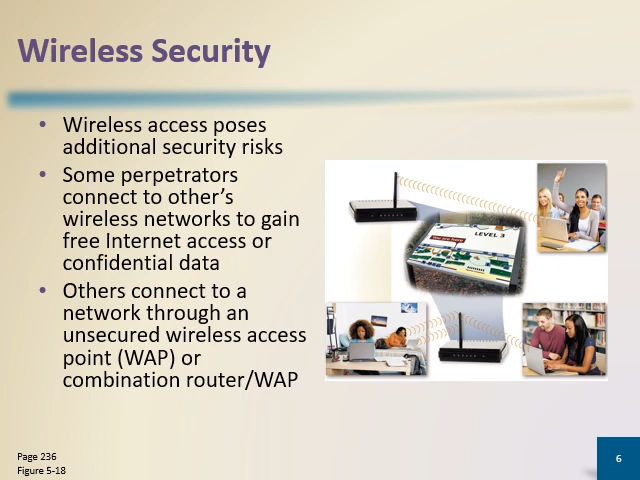 Wireless Security
• Wireless access poses
additional security risks
• Some perpetrators
connect to other’s
wireless networks to gain
free Internet access or
confidential data
• Others connect to a
network through an
unsecured wireless access
point (WAP) or
combination router/WAP
LEVEL 3
Page 236
Figure 5-18
6